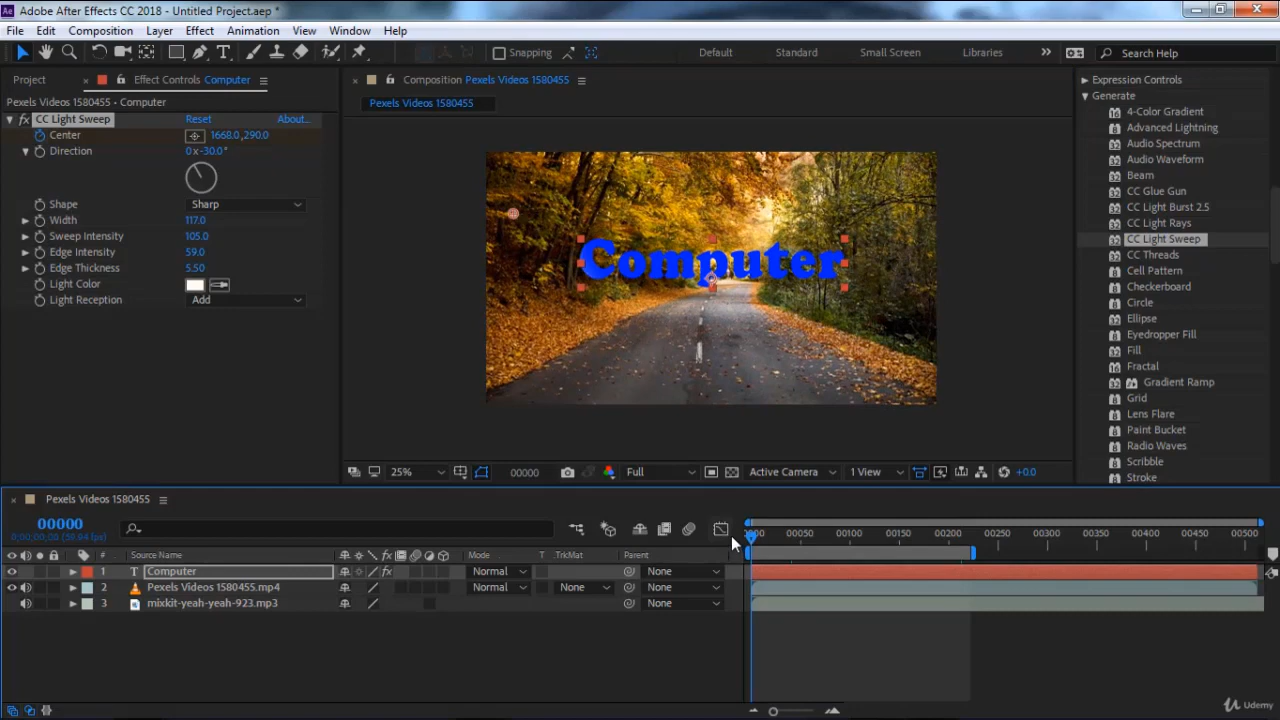 Adobe After Effects CC 2018 - Untitled Project.aep *
File Edit Composition Layer Effect Animation View Window Help
Snapping Default Standard Small Screen Libraries Search Help
Project Effect Controls Computer
Pexels Videos 1580455 • Computer
fx CC Light Sweep Reset About...
Center 1668.0,290.0
Direction 0x-30.0°
Shape Sharp
Width 117.0
Sweep Intensity 105.0
Edge Intensity 59.0
Edge Thickness 5.50
Light Color
Light Reception Add
Composition Pexels Videos 1580455
Pexels Videos 1580455
Computer
25% 00000 Full Active Camera 1 View +0.0
Expression Controls
Generate
4-Color Gradient
Advanced Lightning
Audio Spectrum
Audio Waveform
Beam
CC Glue Gun
CC Light Burst 2.5
CC Light Rays
CC Light Sweep
CC Threads
Cell Pattern
Checkerboard
Circle
Ellipse
Eyedropper Fill
Fill
Fractal
Gradient Ramp
Grid
Lens Flare
Paint Bucket
Radio Waves
Scribble
Stroke
Pexels Videos 1580455
00000
00050 00100 00150 00200 00250 00300 00350 00400 00450 00500
# Source Name Mode T .TrkMat Parent
1 T Computer Normal None
2 Pexels Videos 1580455.mp4 Normal None None
3 mixkit-yeah-yeah-923.mp3 None
Udemy